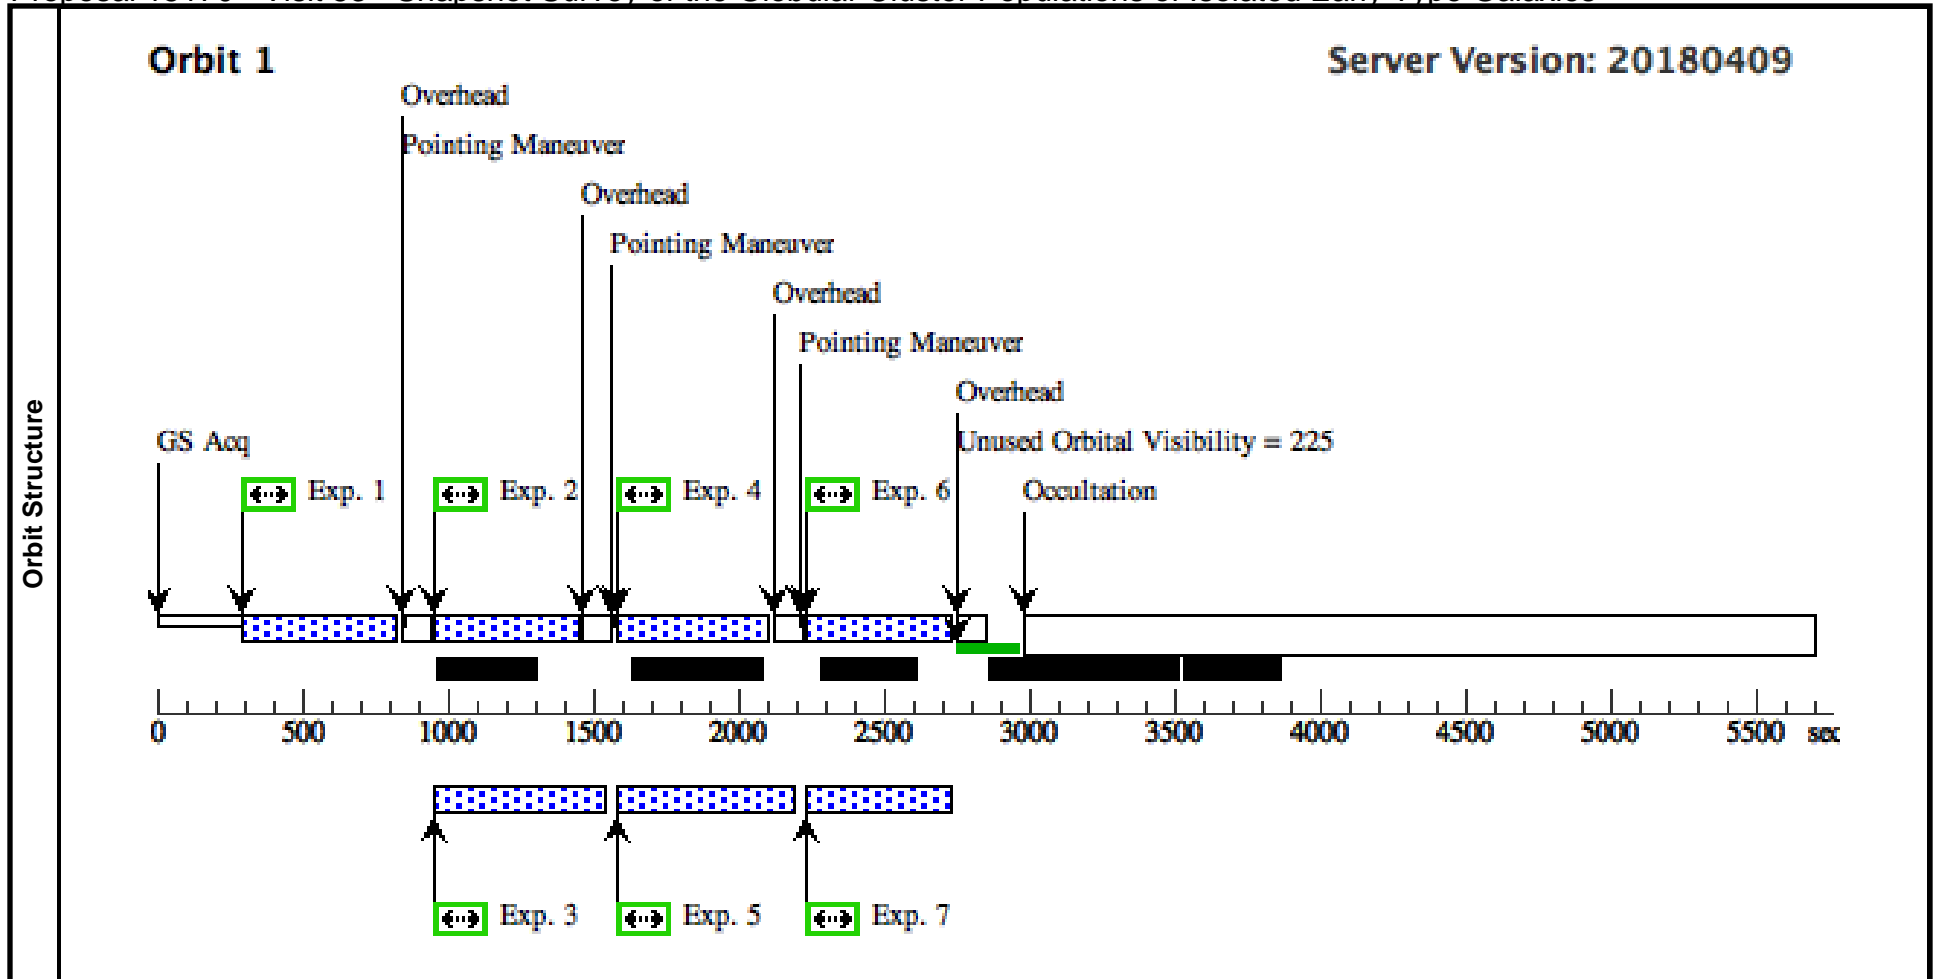 Orbit Structure
Orbit 1
Server Version: 20180409
Overhead
Pointing Maneuver
Overhead
Pointing Maneuver
Overhead
Pointing Maneuver
Overhead
GS Acq
Unused Orbital Visibility = 225
Exp. 1
Exp. 2
Exp. 4
Exp. 6
Occultation
0 500 1000 1500 2000 2500 3000 3500 4000 4500 5000 5500 sec
Exp. 3
Exp. 5
Exp. 7